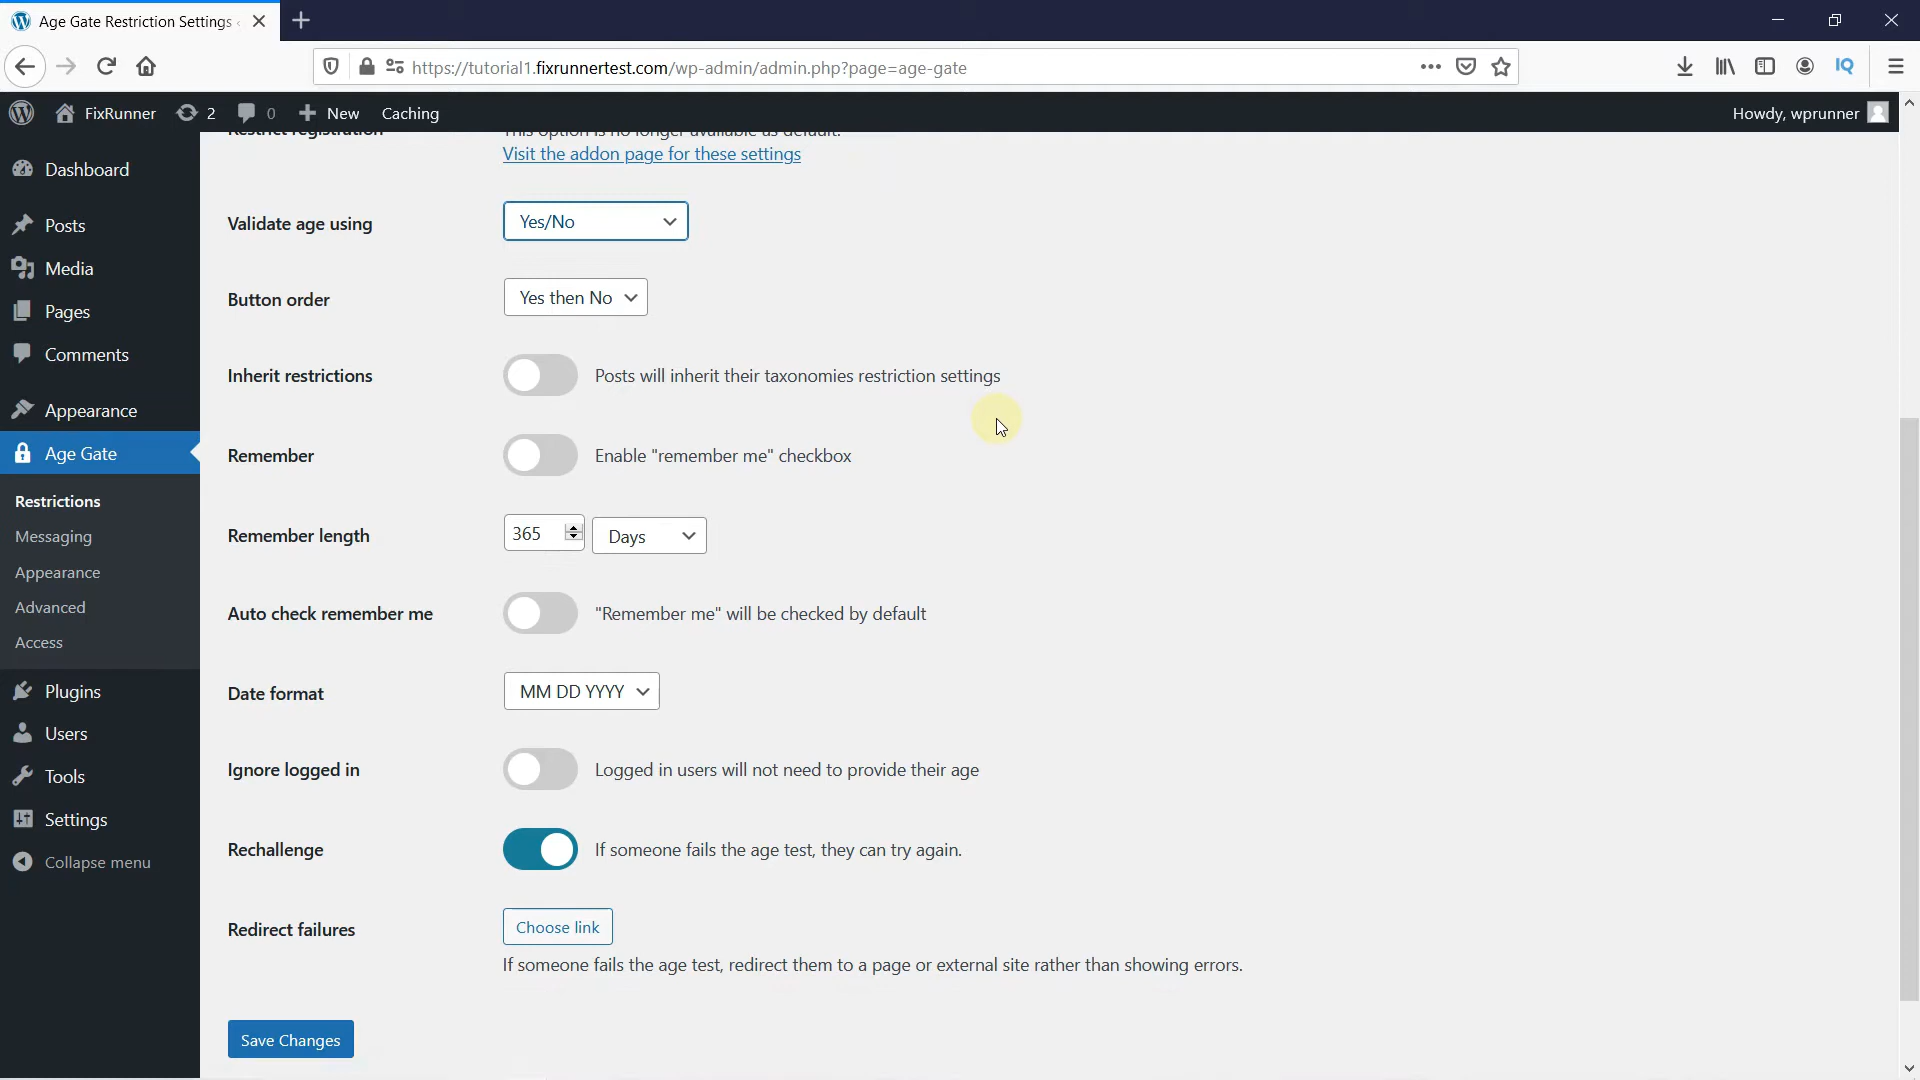 Age Gate Restriction Settings
https://tutorial1.fixrunnertest.com/wp-admin/admin.php?page=age-gate
FixRunner
2
0
New
Caching
Howdy, wprunner
Dashboard
Posts
Media
Pages
Comments
Appearance
Age Gate
Restrictions
Messaging
Appearance
Advanced
Access
Plugins
Users
Tools
Settings
Collapse menu
Restrict registration
This option is no longer available as default.
Visit the addon page for these settings
Validate age using
Yes/No
Button order
Yes then No
Inherit restrictions
Posts will inherit their taxonomies restriction settings
Remember
Enable "remember me" checkbox
Remember length
365
Days
Auto check remember me
"Remember me" will be checked by default
Date format
MM DD YYYY
Ignore logged in
Logged in users will not need to provide their age
Rechallenge
If someone fails the age test, they can try again.
Redirect failures
Choose link
If someone fails the age test, redirect them to a page or external site rather than showing errors.
Save Changes